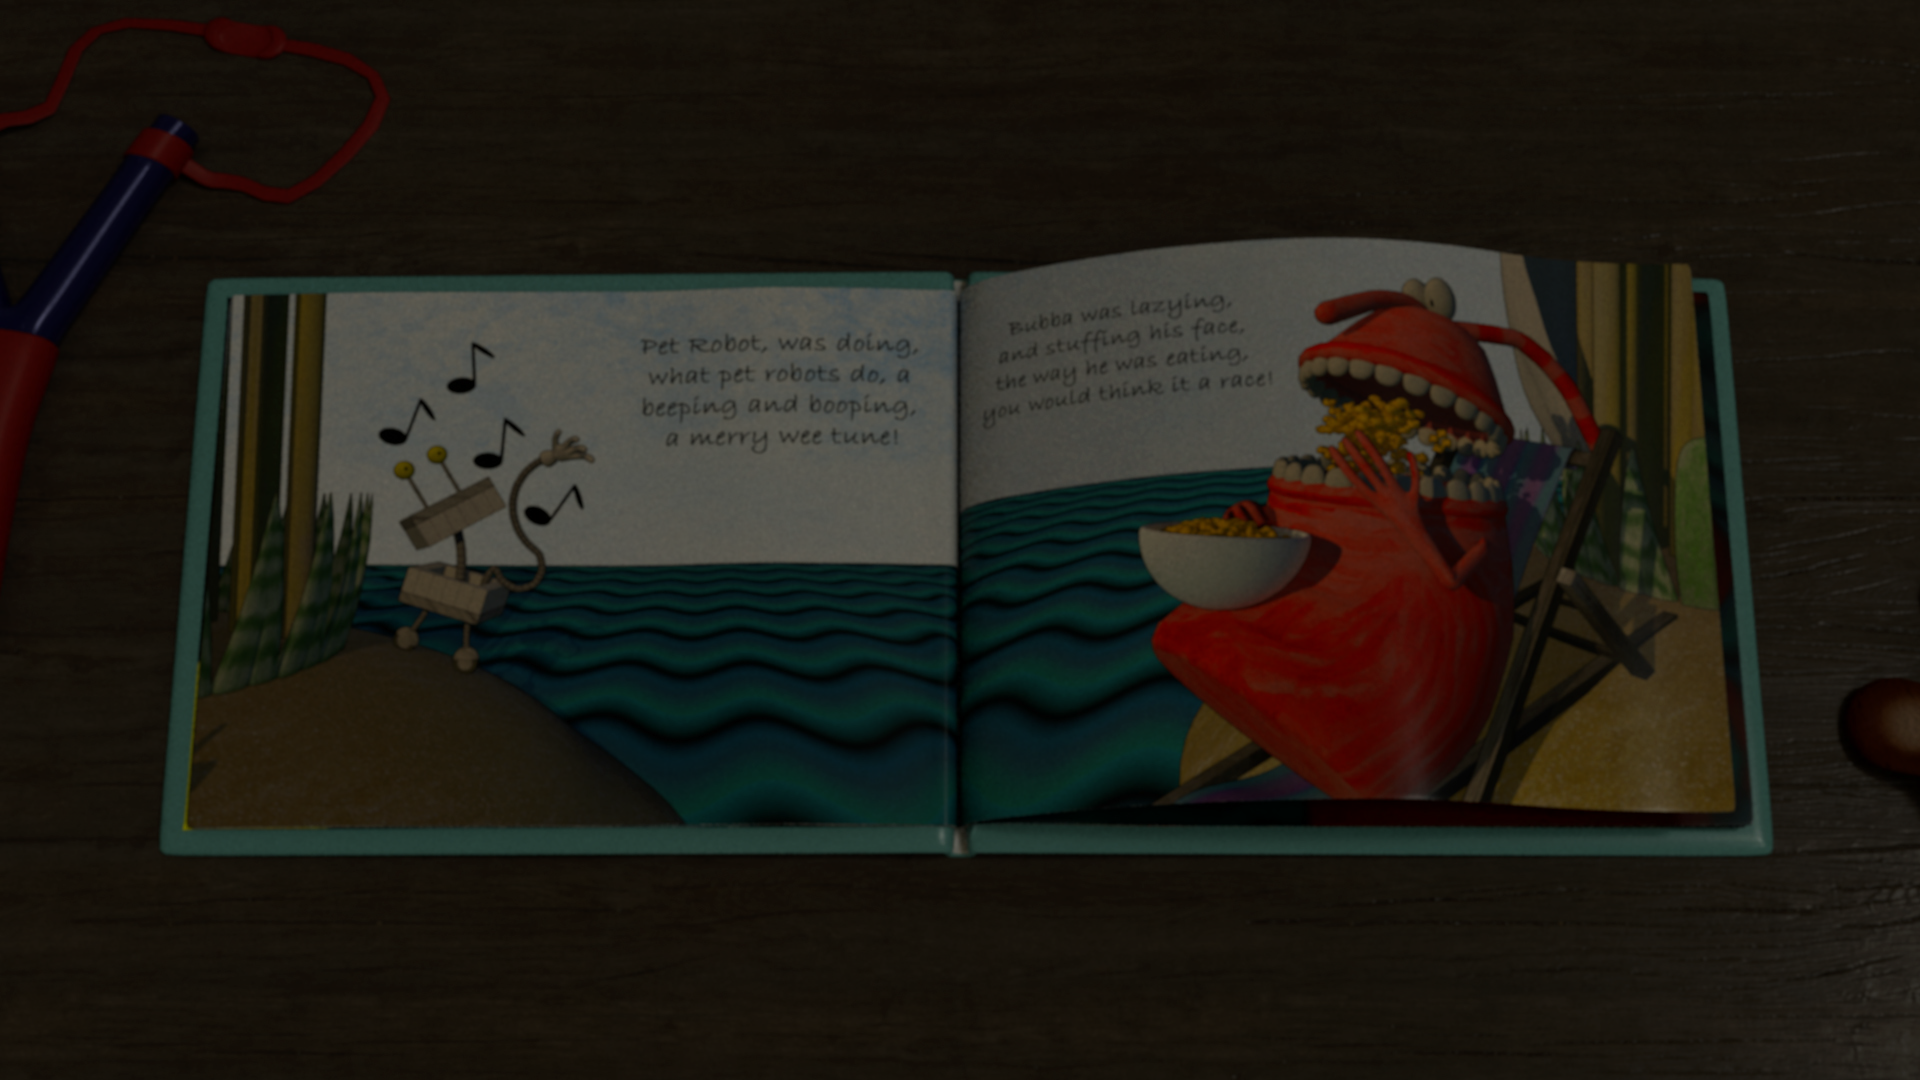 Pet Robot, was doing,
what pet robots do, a
beeping and booping,
a merry wee tune!
Bubba was lazying,
and stuffing his face,
the way he was eating,
you would think it a race!